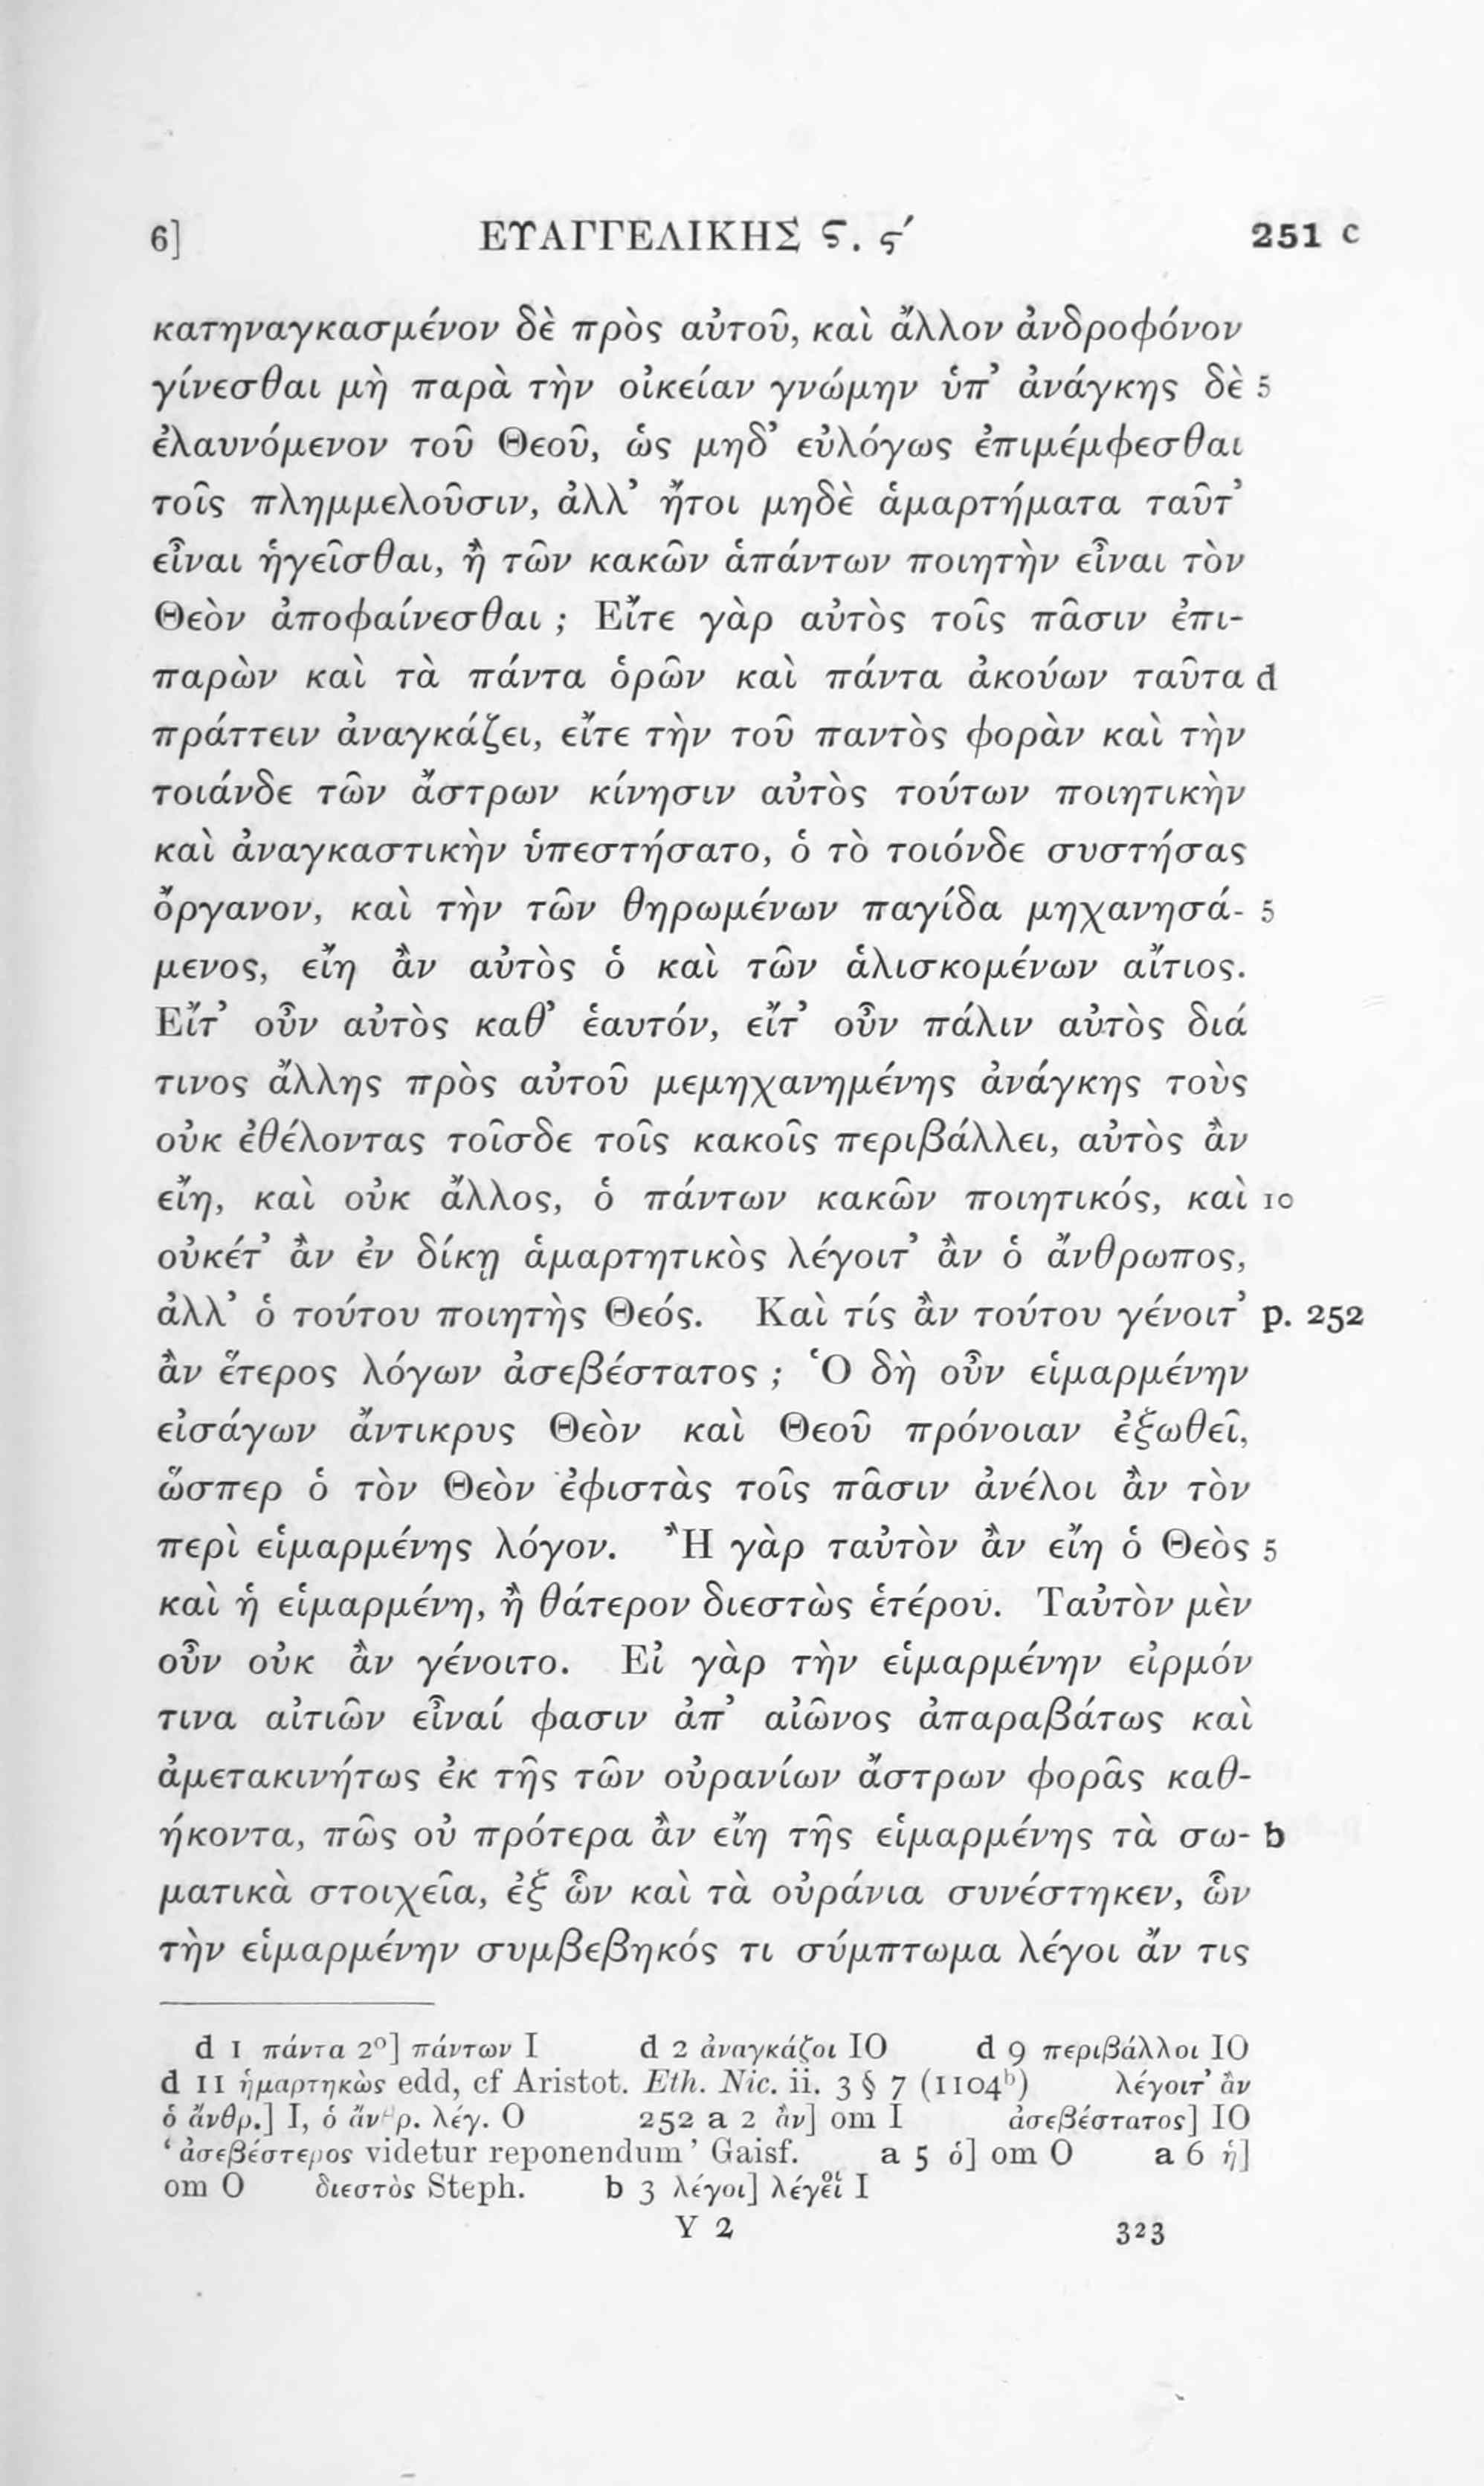 6] ΕΥΑΓΓΕΛΙΚΗΣ ϛ. ϛ′ 251 c
κατηναγκασμένον δὲ πρὸς αὐτοῦ, καὶ ἄλλον ἀνδροφόνον
γίνεσθαι μὴ παρὰ τὴν οἰκείαν γνώμην ὑπ’ ἀνάγκης δὲ 5
ἐλαυνόμενον τοῦ Θεοῦ, ὡς μηδ’ εὐλόγως ἐπιμέμφεσθαι
τοῖς πλημμελοῦσιν, ἀλλ’ ἤτοι μηδὲ ἁμαρτήματα ταῦτ’
εἶναι ἡγεῖσθαι, ἢ τῶν κακῶν ἁπάντων ποιητὴν εἶναι τὸν
Θεὸν ἀποφαίνεσθαι ; Εἴτε γὰρ αὐτὸς τοῖς πᾶσιν ἐπι-
παρὼν καὶ τὰ πάντα ὁρῶν καὶ πάντα ἀκούων ταῦτα d
πράττειν ἀναγκάζει, εἴτε τὴν τοῦ παντὸς φορὰν καὶ τὴν
τοιάνδε τῶν ἄστρων κίνησιν αὐτὸς τούτων ποιητικὴν
καὶ ἀναγκαστικὴν ὑπεστήσατο, ὁ τὸ τοιόνδε συστήσας
ὄργανον, καὶ τὴν τῶν θηρωμένων παγίδα μηχανησά- 5
μενος, εἴη ἂν αὐτὸς ὁ καὶ τῶν ἁλισκομένων αἴτιος.
Εἴτ’ οὖν αὐτὸς καθ’ ἑαυτόν, εἴτ’ οὖν πάλιν αὐτὸς διά
τινος ἄλλης πρὸς αὐτοῦ μεμηχανημένης ἀνάγκης τοὺς
οὐκ ἐθέλοντας τοῖσδε τοῖς κακοῖς περιβάλλει, αὐτὸς ἂν
εἴη, καὶ οὐκ ἄλλος, ὁ πάντων κακῶν ποιητικός, καὶ 10
οὐκέτ’ ἂν ἐν δίκῃ ἁμαρτητικὸς λέγοιτ’ ἂν ὁ ἄνθρωπος,
ἀλλ’ ὁ τούτου ποιητὴς Θεός. Καὶ τίς ἂν τούτου γένοιτ’ p. 252
ἂν ἕτερος λόγων ἀσεβέστατος ; Ὁ δὴ οὖν εἱμαρμένην
εἰσάγων ἄντικρυς Θεὸν καὶ Θεοῦ πρόνοιαν ἐξωθεῖ,
ὥσπερ ὁ τὸν Θεὸν ἐφιστὰς τοῖς πᾶσιν ἀνέλοι ἂν τὸν
περὶ εἱμαρμένης λόγον. Ἢ γὰρ ταὐτὸν ἂν εἴη ὁ Θεὸς 5
καὶ ἡ εἱμαρμένη, ἢ θάτερον διεστὼς ἑτέρου. Ταὐτὸν μὲν
οὖν οὐκ ἂν γένοιτο. Εἰ γὰρ τὴν εἱμαρμένην εἱρμόν
τινα αἰτιῶν εἶναί φασιν ἀπ’ αἰῶνος ἀπαραβάτως καὶ
ἀμετακινήτως ἐκ τῆς τῶν οὐρανίων ἄστρων φορᾶς καθ-
ήκοντα, πῶς οὐ πρότερα ἂν εἴη τῆς εἱμαρμένης τὰ σω- b
ματικὰ στοιχεῖα, ἐξ ὧν καὶ τὰ οὐράνια συνέστηκεν, ὧν
τὴν εἱμαρμένην συμβεβηκός τι σύμπτωμα λέγοι ἄν τις
d 1 πάντα 2º] πάντων I d 2 ἀναγκάζοι IO d 9 περιβάλλοι IO
d 11 ἡμαρτηκὼς edd, cf Aristot. Eth. Nic. ii. 3 § 7 (1104ᵇ) λέγοιτ’ ἂν
ὁ ἄνθρ.] I, ὁ ἄνθρ. λέγ. O 252 a 2 ἂν] om I ἀσεβέστατος] IO
‘ ἀσεβέστερος videtur reponendum ’ Gaisf. a 5 ὁ] om O a 6 ἡ]
om O διεστὸς Steph. b 3 λέγοι] λέγεῖοι I
Y 2 323